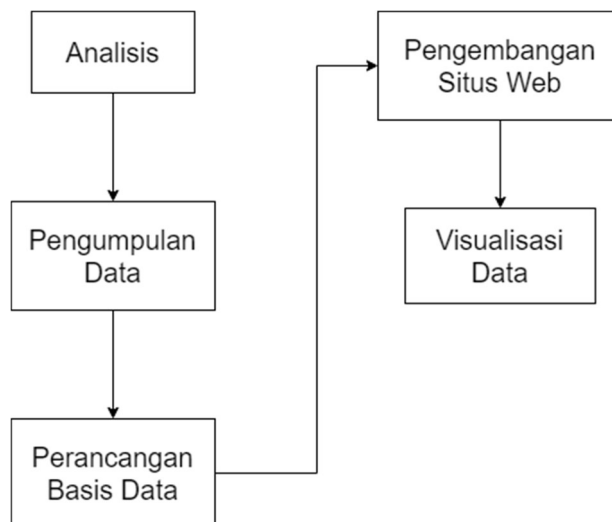 Analisis
Pengumpulan
Data
Perancangan
Basis Data
Pengembangan
Situs Web
Visualisasi
Data